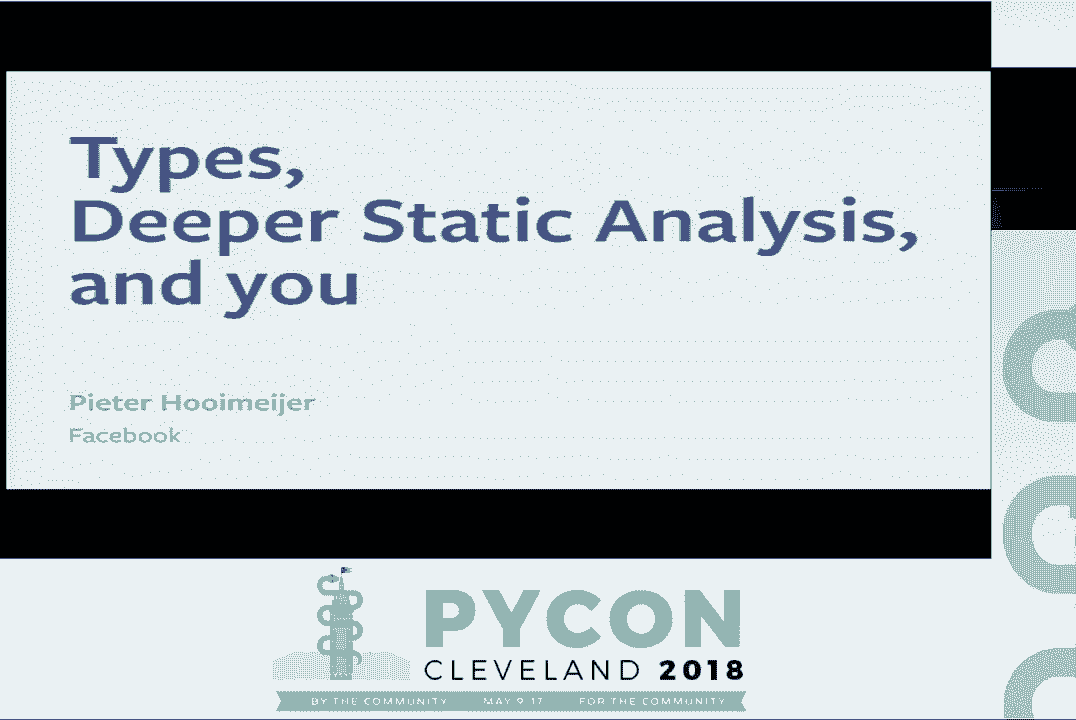 Types,
Deeper Static Analysis,
and you
Pieter Hooimeijer
Facebook
PYCON
CLEVELAND 2018
BY THE COMMUNITY MAY 9-17 FOR THE COMMUNITY